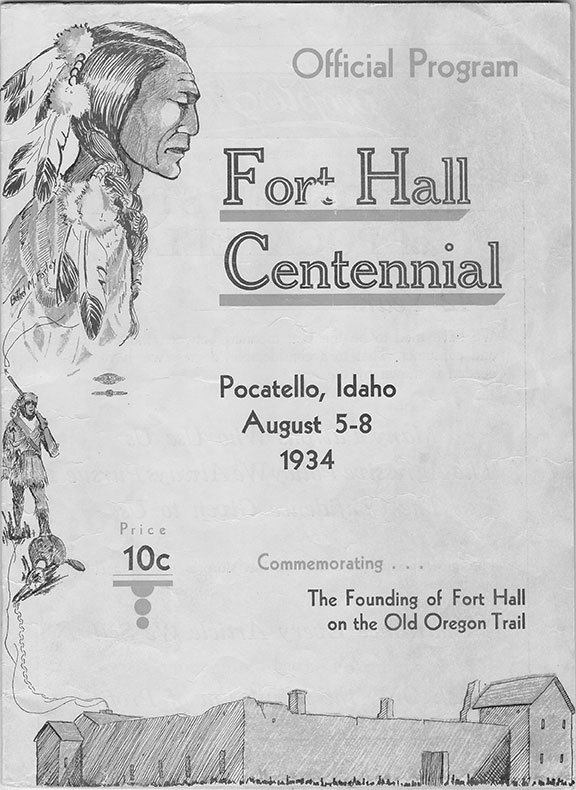 Official Program
Fort Hall
Centennial
Pocatello, Idaho
August 5-8
1934
Price
10c
Commemorating . . .
The Founding of Fort Hall
on the Old Oregon Trail